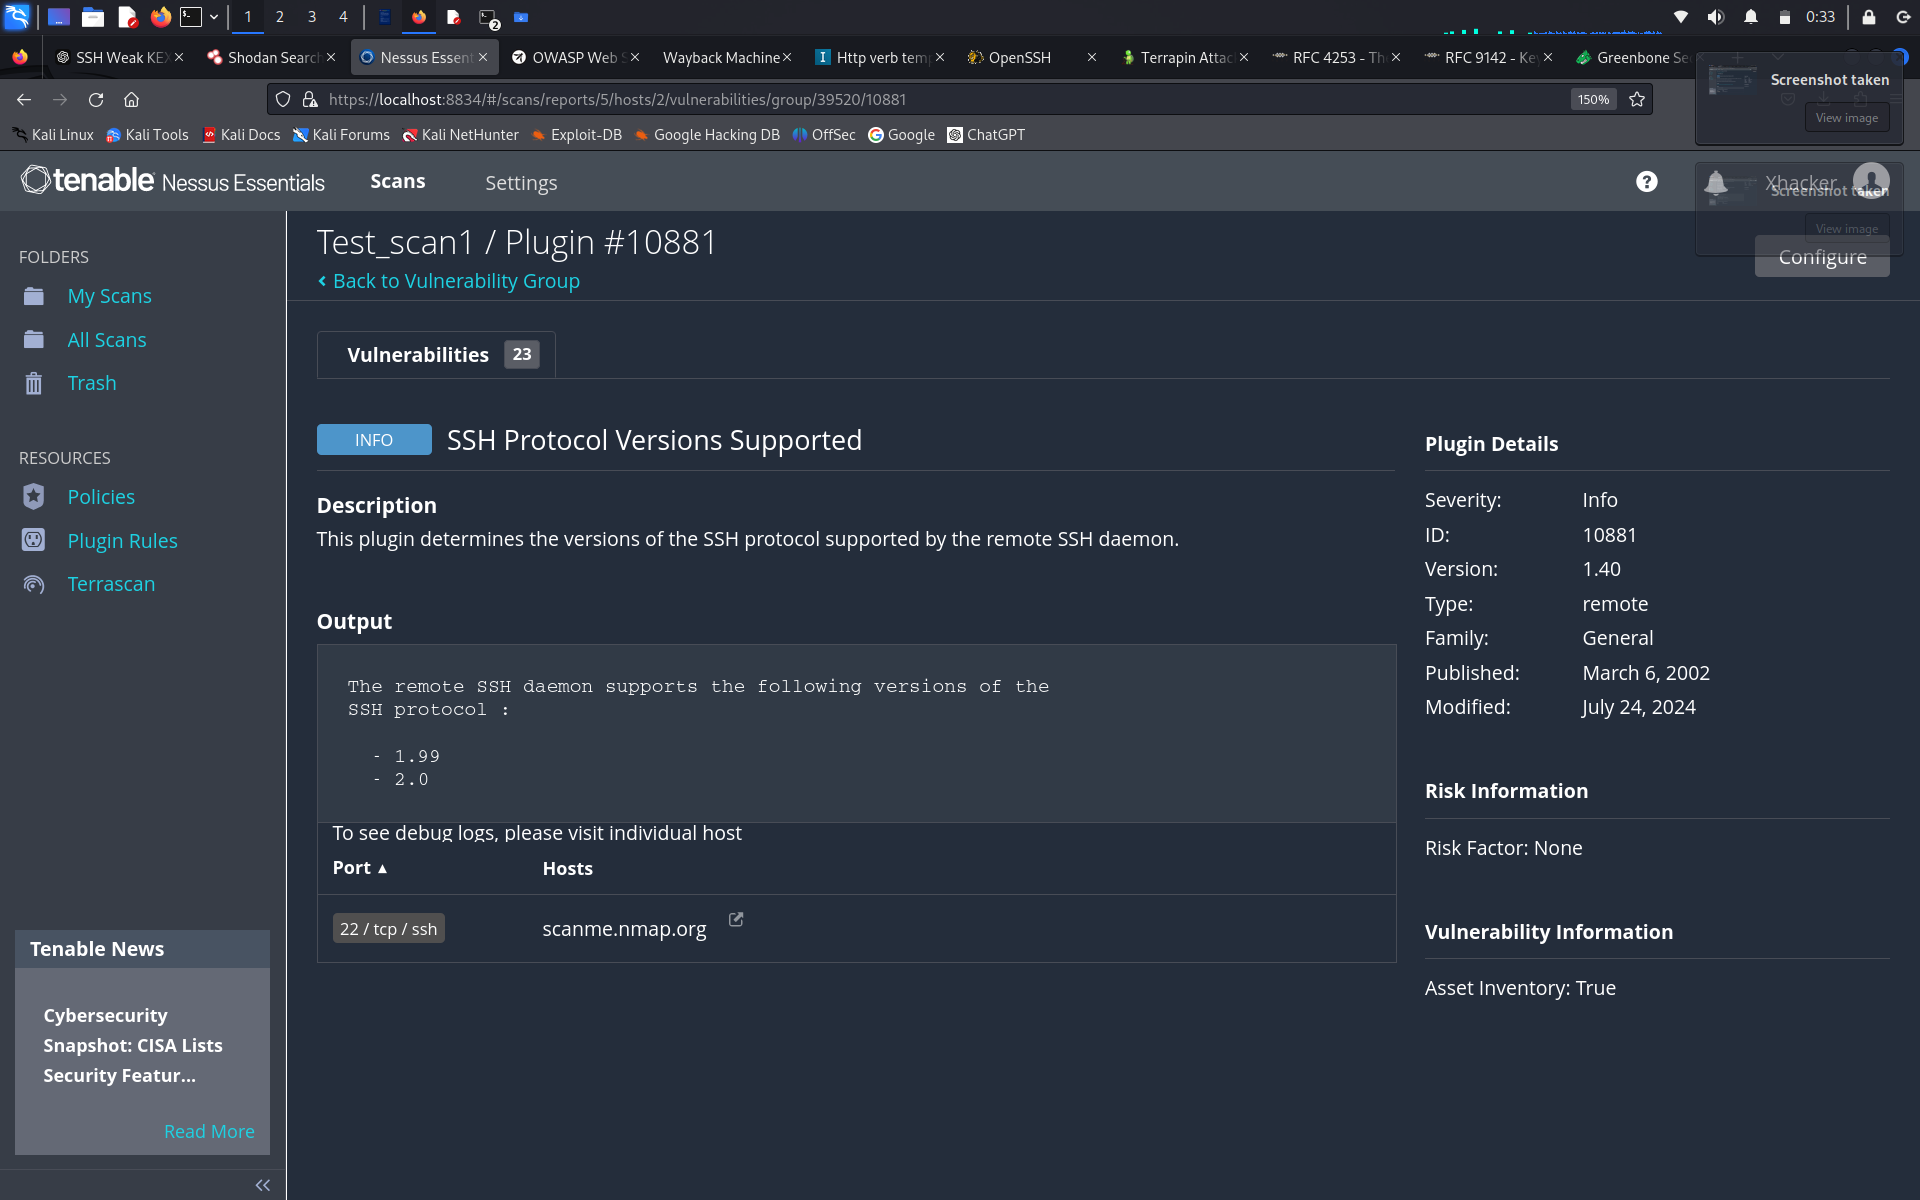 1 2 3 4 2 0:33
SSH Weak KEX
Shodan Search
Nessus Essent
OWASP Web S
Wayback Machine
Http verb tem
OpenSSH
Terrapin Attac
RFC 4253 - Th
RFC 9142 - Key
Greenbone Se
https://localhost:8834/#/scans/reports/5/hosts/2/vulnerabilities/group/39520/10881
150%
Screenshot taken
View image
Kali Linux Kali Tools Kali Docs Kali Forums Kali NetHunter Exploit-DB Google Hacking DB OffSec Google ChatGPT
tenable Nessus Essentials Scans Settings
? Xhacker
Screenshot taken
View image
Test_scan1 / Plugin #10881
Configure
Back to Vulnerability Group
FOLDERS
My Scans
All Scans
Trash
RESOURCES
Policies
Plugin Rules
Terrascan
Tenable News
Cybersecurity
Snapshot: CISA Lists
Security Featur...
Read More
Vulnerabilities 23
INFO SSH Protocol Versions Supported
Description
This plugin determines the versions of the SSH protocol supported by the remote SSH daemon.
Output
The remote SSH daemon supports the following versions of the
SSH protocol :
- 1.99
- 2.0
To see debug logs, please visit individual host
Port ▲ Hosts
22 / tcp / ssh scanme.nmap.org
Plugin Details
Severity: Info
ID: 10881
Version: 1.40
Type: remote
Family: General
Published: March 6, 2002
Modified: July 24, 2024
Risk Information
Risk Factor: None
Vulnerability Information
Asset Inventory: True